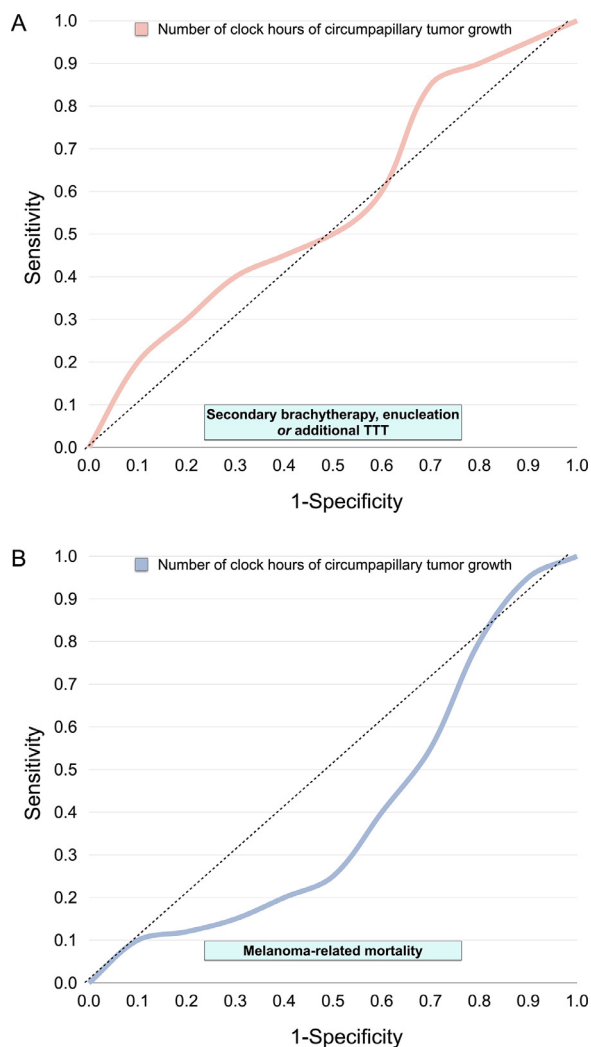 A
Number of clock hours of circumpapillary tumor growth
1.0
0.9
0.8
0.7
0.6
0.5
0.4
0.3
0.2
0.1
0.0
Sensitivity
Secondary brachytherapy, enucleation
or additional TTT
0.0 0.1 0.2 0.3 0.4 0.5 0.6 0.7 0.8 0.9 1.0
1-Specificity
B
Number of clock hours of circumpapillary tumor growth
1.0
0.9
0.8
0.7
0.6
0.5
0.4
0.3
0.2
0.1
0.0
Sensitivity
Melanoma-related mortality
0.0 0.1 0.2 0.3 0.4 0.5 0.6 0.7 0.8 0.9 1.0
1-Specificity